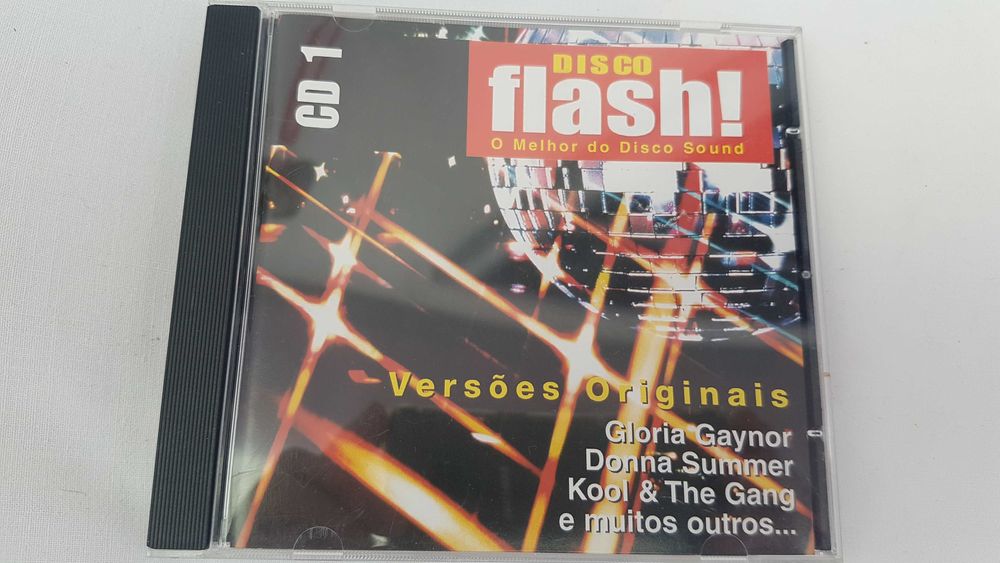 CD 1
DISCO
flash!
O Melhor do Disco Sound
Versões Originais
Gloria Gaynor
Donna Summer
Kool & The Gang
e muitos outros...